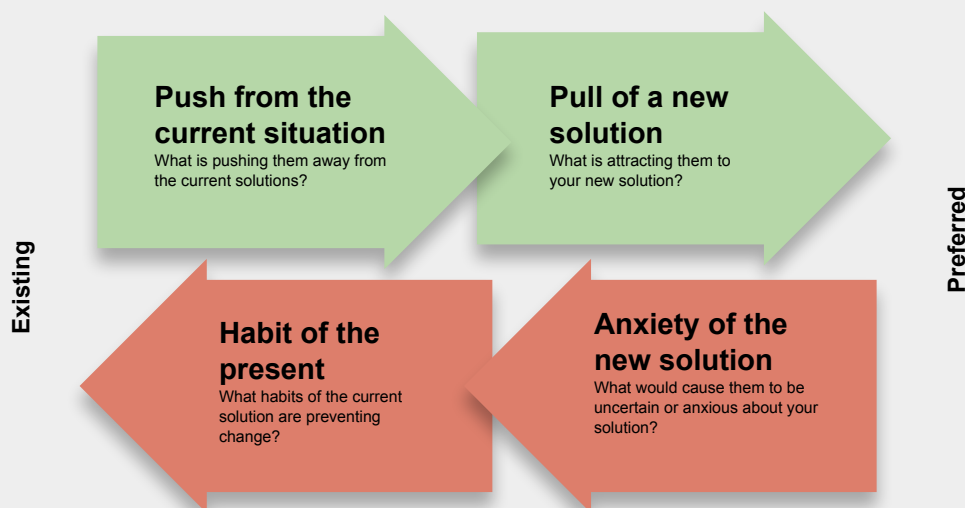 Push from the
current situation
What is pushing them away from
the current solutions?
Pull of a new
solution
What is attracting them to
your new solution?
Existing
Preferred
Habit of the
present
What habits of the current
solution are preventing
change?
Anxiety of the
new solution
What would cause them to be
uncertain or anxious about your
solution?